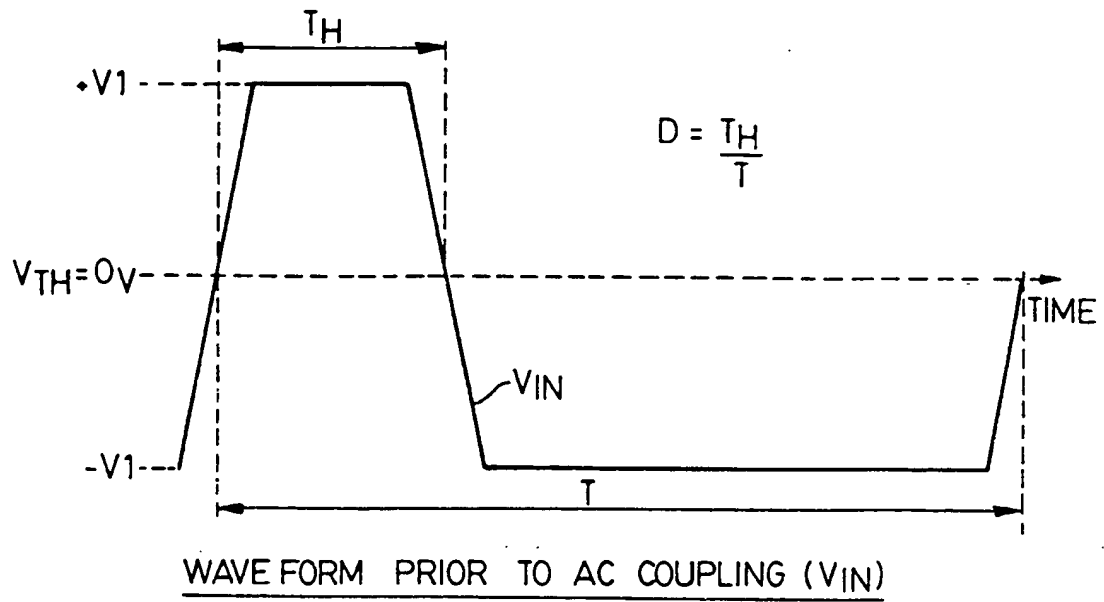 TH
+V1
D = TH
T
VTH=0V
TIME
VIN
-V1
T
WAVE FORM PRIOR TO AC COUPLING (VIN)